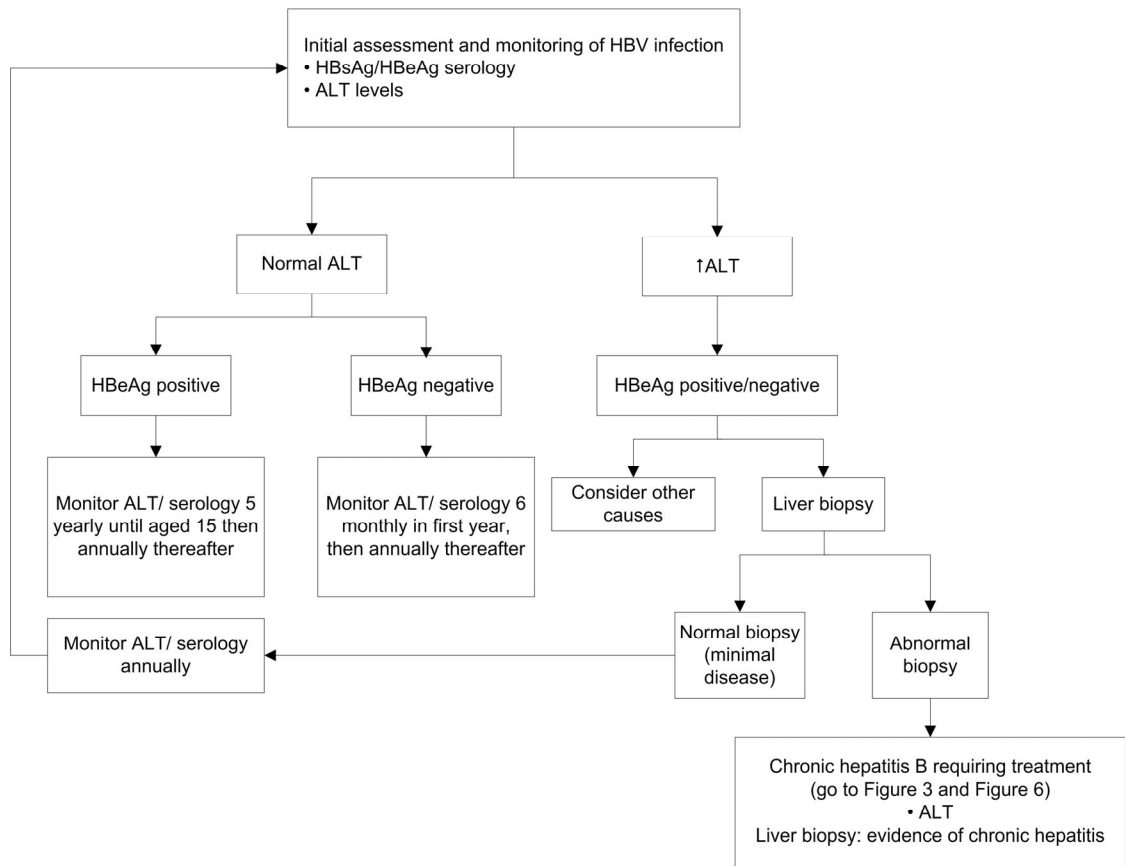 Initial assessment and monitoring of HBV infection
• HBsAg/HBeAg serology
• ALT levels
Normal ALT
↑ALT
HBeAg positive
HBeAg negative
HBeAg positive/negative
Monitor ALT/ serology 5
yearly until aged 15 then
annually thereafter
Monitor ALT/ serology 6
monthly in first year,
then annually thereafter
Consider other
causes
Liver biopsy
Monitor ALT/ serology
annually
Normal biopsy
(minimal
disease)
Abnormal
biopsy
Chronic hepatitis B requiring treatment
(go to Figure 3 and Figure 6)
• ALT
Liver biopsy: evidence of chronic hepatitis